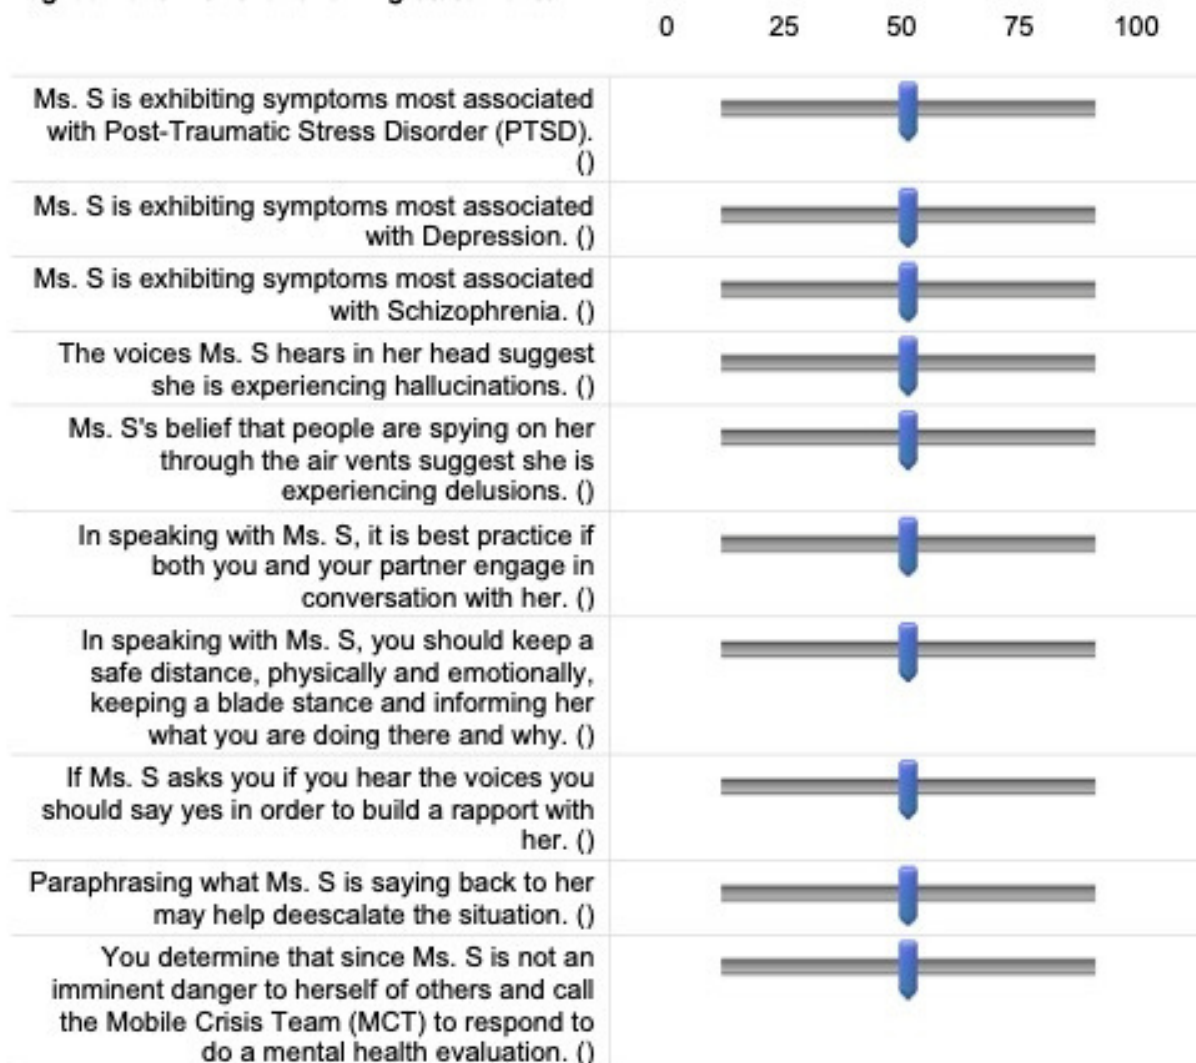 0 25 50 75 100
Ms. S is exhibiting symptoms most associated
with Post-Traumatic Stress Disorder (PTSD).
()
Ms. S is exhibiting symptoms most associated
with Depression. ()
Ms. S is exhibiting symptoms most associated
with Schizophrenia. ()
The voices Ms. S hears in her head suggest
she is experiencing hallucinations. ()
Ms. S's belief that people are spying on her
through the air vents suggest she is
experiencing delusions. ()
In speaking with Ms. S, it is best practice if
both you and your partner engage in
conversation with her. ()
In speaking with Ms. S, you should keep a
safe distance, physically and emotionally,
keeping a blade stance and informing her
what you are doing there and why. ()
If Ms. S asks you if you hear the voices you
should say yes in order to build a rapport with
her. ()
Paraphrasing what Ms. S is saying back to her
may help deescalate the situation. ()
You determine that since Ms. S is not an
imminent danger to herself of others and call
the Mobile Crisis Team (MCT) to respond to
do a mental health evaluation. ()